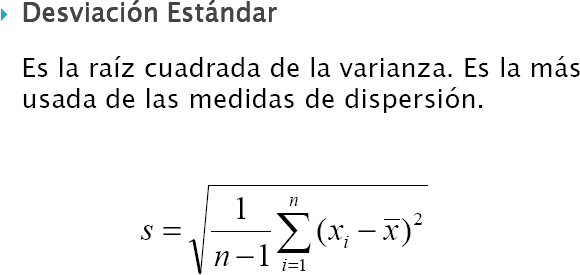 Desviación Estándar
Es la raíz cuadrada de la varianza. Es la más
usada de las medidas de dispersión.
s = √( 1/(n−1) ∑_{i=1}^{n} (x_i − x̅)² )